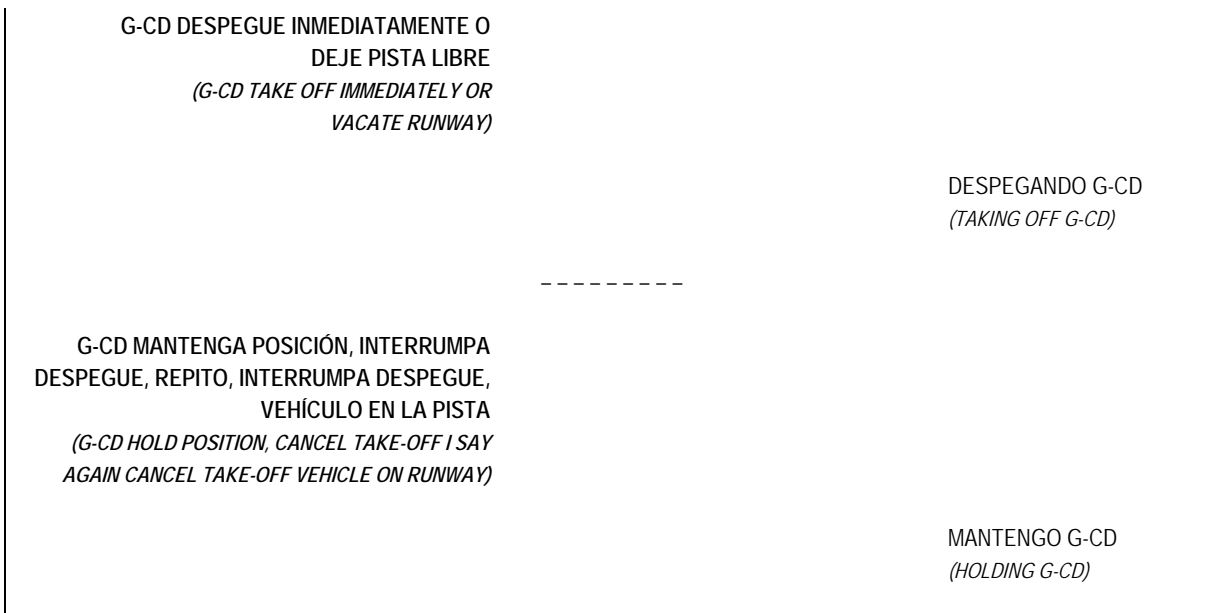 G-CD DESPEGUE INMEDIATAMENTE O
DEJE PISTA LIBRE
(G-CD TAKE OFF IMMEDIATELY OR
VACATE RUNWAY)
DESPEGANDO G-CD
(TAKING OFF G-CD)
– – – – – – – – –
G-CD MANTENGA POSICIÓN, INTERRUMPA
DESPEGUE, REPITO, INTERRUMPA DESPEGUE,
VEHÍCULO EN LA PISTA
(G-CD HOLD POSITION, CANCEL TAKE-OFF I SAY
AGAIN CANCEL TAKE-OFF VEHICLE ON RUNWAY)
MANTENGO G-CD
(HOLDING G-CD)